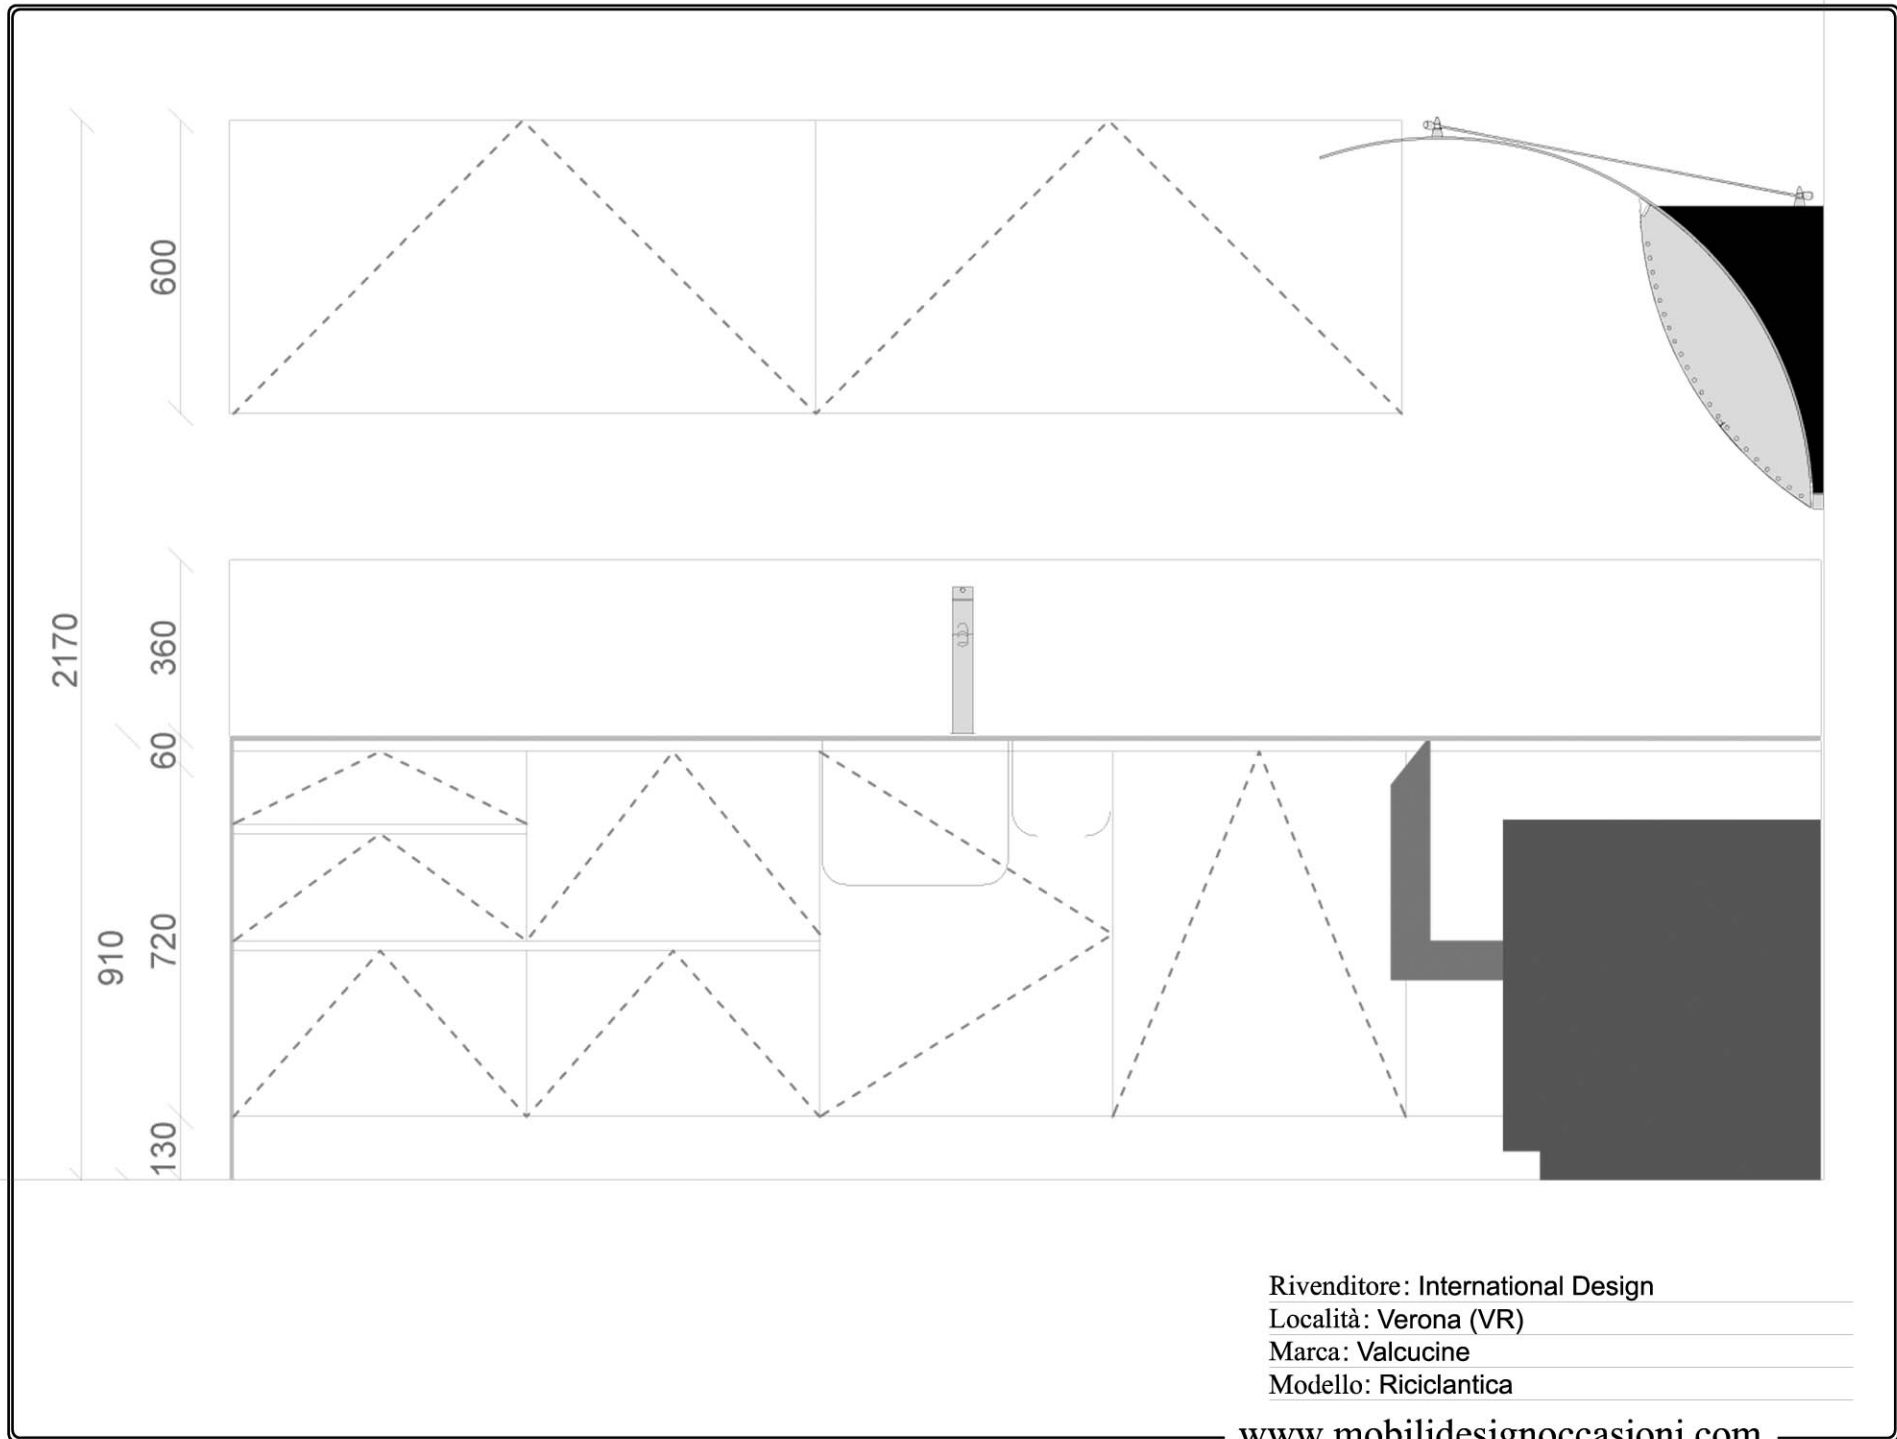 600
2170
360
60
910
720
130
Rivenditore: International Design
Località: Verona (VR)
Marca: Valcucine
Modello: Riciclantica
www.mobilidesignoccasioni.com